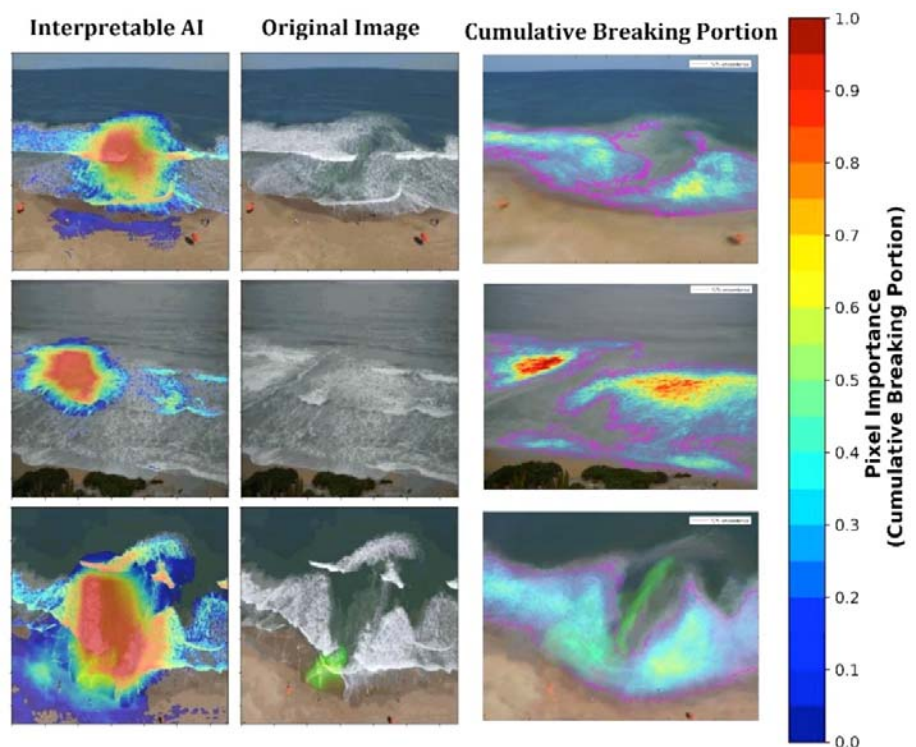 Interpretable AI
Original Image
Cumulative Breaking Portion
1.0
0.9
0.8
0.7
0.6
0.5
0.4
0.3
0.2
0.1
0.0
Pixel Importance
(Cumulative Breaking Portion)